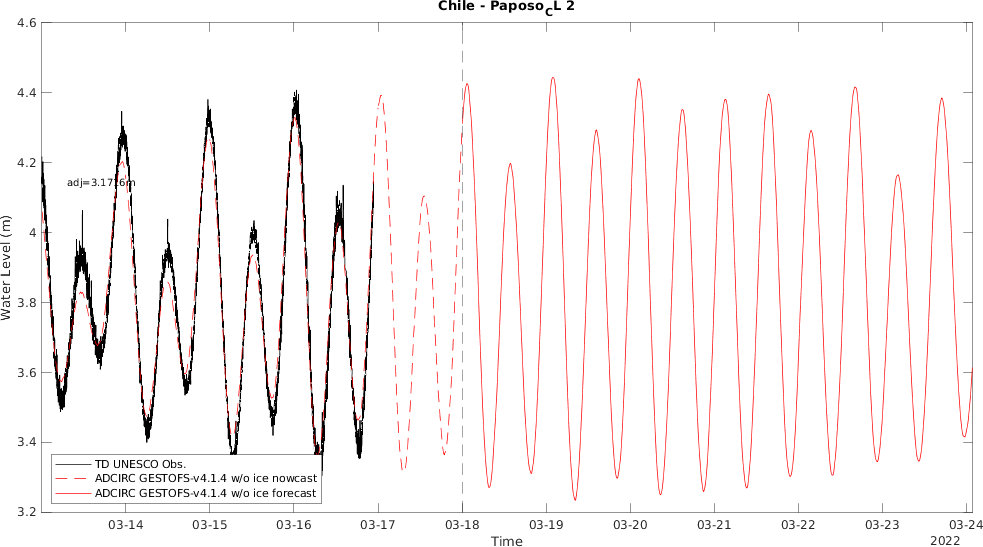 Chile - Paposo_CL 2
4.6
4.4
4.2
4
3.8
3.6
3.4
3.2
Water Level (m)
adj=3.1726m
TD UNESCO Obs.
ADCIRC GESTOFS-v4.1.4 w/o ice nowcast
ADCIRC GESTOFS-v4.1.4 w/o ice forecast
03-14 03-15 03-16 03-17 03-18 03-19 03-20 03-21 03-22 03-23 03-24
Time
2022